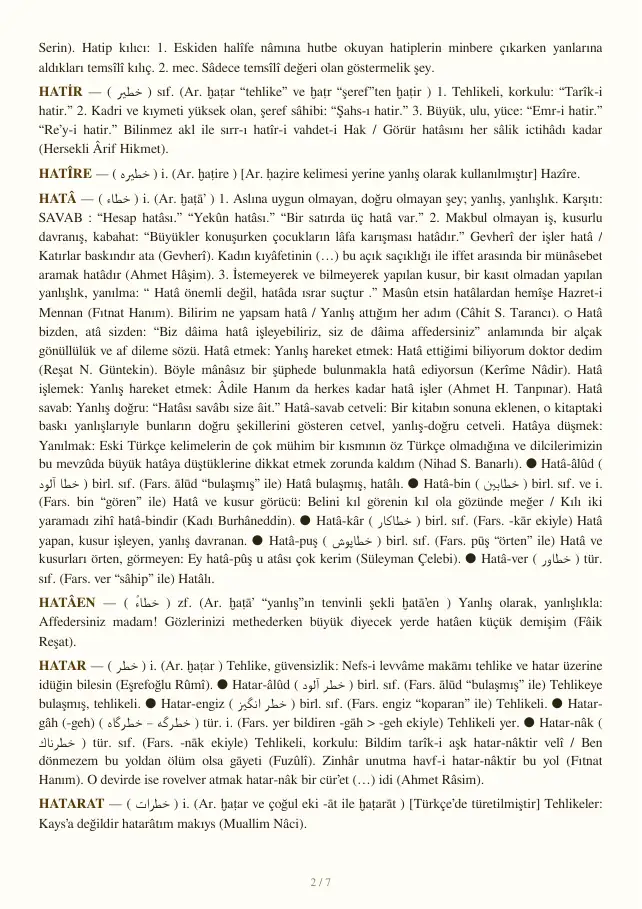 Serin). Hatip kılıcı: 1. Eskiden halîfe nâmına hutbe okuyan hatiplerin minbere çıkarken yanlarına
aldıkları temsîlî kılıç. 2. mec. Sâdece temsîlî değeri olan göstermelik şey.
HATİR — ( خطير ) sıf. (Ar. ḫaṭar “tehlike” ve ḫaṭr “şeref”ten ḫaṭіr ) 1. Tehlikeli, korkulu: “Tarîk-i
hatir.” 2. Kadri ve kıymeti yüksek olan, şeref sâhibi: “Şahs-ı hatir.” 3. Büyük, ulu, yüce: “Emr-i hatir.”
“Re’y-i hatir.” Bilinmez akl ile sırr-ı hatîr-i vahdet-i Hak / Görür hatâsını her sâlik ictihâdı kadar
(Hersekli Ârif Hikmet).
HATÎRE — ( خطيره ) i. (Ar. ḫaṭіre ) [Ar. ḥaẓіre kelimesi yerine yanlış olarak kullanılmıştır] Hazîre.
HATÂ — ( خطاء ) i. (Ar. ḫaṭā’ ) 1. Aslına uygun olmayan, doğru olmayan şey; yanlış, yanlışlık. Karşıtı:
SAVAB : “Hesap hatâsı.” “Yekûn hatâsı.” “Bir satırda üç hatâ var.” 2. Makbul olmayan iş, kusurlu
davranış, kabahat: “Büyükler konuşurken çocukların lâfa karışması hatâdır.” Gevherî der işler hatâ /
Katırlar baskındır ata (Gevherî). Kadın kıyâfetinin (…) bu açık saçıklığı ile iffet arasında bir münâsebet
aramak hatâdır (Ahmet Hâşim). 3. İstemeyerek ve bilmeyerek yapılan kusur, bir kasıt olmadan yapılan
yanlışlık, yanılma: “ Hatâ önemli değil, hatâda ısrar suçtur .” Masûn etsin hatâlardan hemîşe Hazret-i
Mennan (Fıtnat Hanım). Bilirim ne yapsam hatâ / Yanlış attığım her adım (Câhit S. Tarancı). ѻ Hatâ
bizden, atâ sizden: “Biz dâima hatâ işleyebiliriz, siz de dâima affedersiniz” anlamında bir alçak
gönüllülük ve af dileme sözü. Hatâ etmek: Yanlış hareket etmek: Hatâ ettiğimi biliyorum doktor dedim
(Reşat N. Güntekin). Böyle mânâsız bir şüphede bulunmakla hatâ ediyorsun (Kerîme Nâdir). Hatâ
işlemek: Yanlış hareket etmek: Âdile Hanım da herkes kadar hatâ işler (Ahmet H. Tanpınar). Hatâ
savab: Yanlış doğru: “Hatâsı savâbı size âit.” Hatâ-savab cetveli: Bir kitabın sonuna eklenen, o kitaptaki
baskı yanlışlarıyle bunların doğru şekillerini gösteren cetvel, yanlış-doğru cetveli. Hatâya düşmek:
Yanılmak: Eski Türkçe kelimelerin de çok mühim bir kısmının öz Türkçe olmadığına ve dilcilerimizin
bu mevzûda büyük hatâya düştüklerine dikkat etmek zorunda kaldım (Nihad S. Banarlı). ● Hatâ-âlûd (
خطا آلود ) birl. sıf. (Fars. ālūd “bulaşmış” ile) Hatâ bulaşmış, hatâlı. ● Hatâ-bin ( خطابين ) birl. sıf. ve i.
(Fars. bіn “gören” ile) Hatâ ve kusur görücü: Belini kıl görenin kıl ola gözünde meğer / Kılı iki
yaramadı zihî hatâ-bindir (Kadı Burhâneddin). ● Hatâ-kâr ( خطاكار ) birl. sıf. (Fars. -kār ekiyle) Hatâ
yapan, kusur işleyen, yanlış davranan. ● Hatâ-puş ( خطاپوش ) birl. sıf. (Fars. pūş “örten” ile) Hatâ ve
kusurları örten, görmeyen: Ey hatâ-pûş u atâsı çok kerim (Süleyman Çelebi). ● Hatâ-ver ( خطاور ) tür.
sıf. (Fars. ver “sâhip” ile) Hatâlı.
HATÂEN — ( خطاءً ) zf. (Ar. ḫaṭā’ “yanlış”ın tenvinli şekli ḫaṭā’en ) Yanlış olarak, yanlışlıkla:
Affedersiniz madam! Gözlerinizi methederken büyük diyecek yerde hatâen küçük demişim (Fâik
Reşat).
HATAR — ( خطر ) i. (Ar. ḫaṭar ) Tehlike, güvensizlik: Nefs-i levvâme makāmı tehlike ve hatar üzerine
idüğin bilesin (Eşrefoğlu Rûmî). ● Hatar-âlûd ( خطر آلود ) birl. sıf. (Fars. ālūd “bulaşmış” ile) Tehlikeye
bulaşmış, tehlikeli. ● Hatar-engiz ( خطر انگيز ) birl. sıf. (Fars. engіz “koparan” ile) Tehlikeli. ● Hatar-
gâh (-geh) ( خطرگاه – خطرگه ) tür. i. (Fars. yer bildiren -gāh > -geh ekiyle) Tehlikeli yer. ● Hatar-nâk (
خطرناك ) tür. sıf. (Fars. -nāk ekiyle) Tehlikeli, korkulu: Bildim tarîk-i aşk hatar-nâktir velî / Ben
dönmezem bu yoldan ölüm olsa gāyeti (Fuzûlî). Zinhâr unutma havf-i hatar-nâktir bu yol (Fıtnat
Hanım). O devirde ise rovelver atmak hatar-nâk bir cür’et (…) idi (Ahmet Râsim).
HATARAT — ( خطرات ) i. (Ar. ḫaṭar ve çoğul eki -āt ile ḫaṭarāt ) [Türkçe’de türetilmiştir] Tehlikeler:
Kays’a değildir hatarâtım makıys (Muallim Nâci).
2 / 7